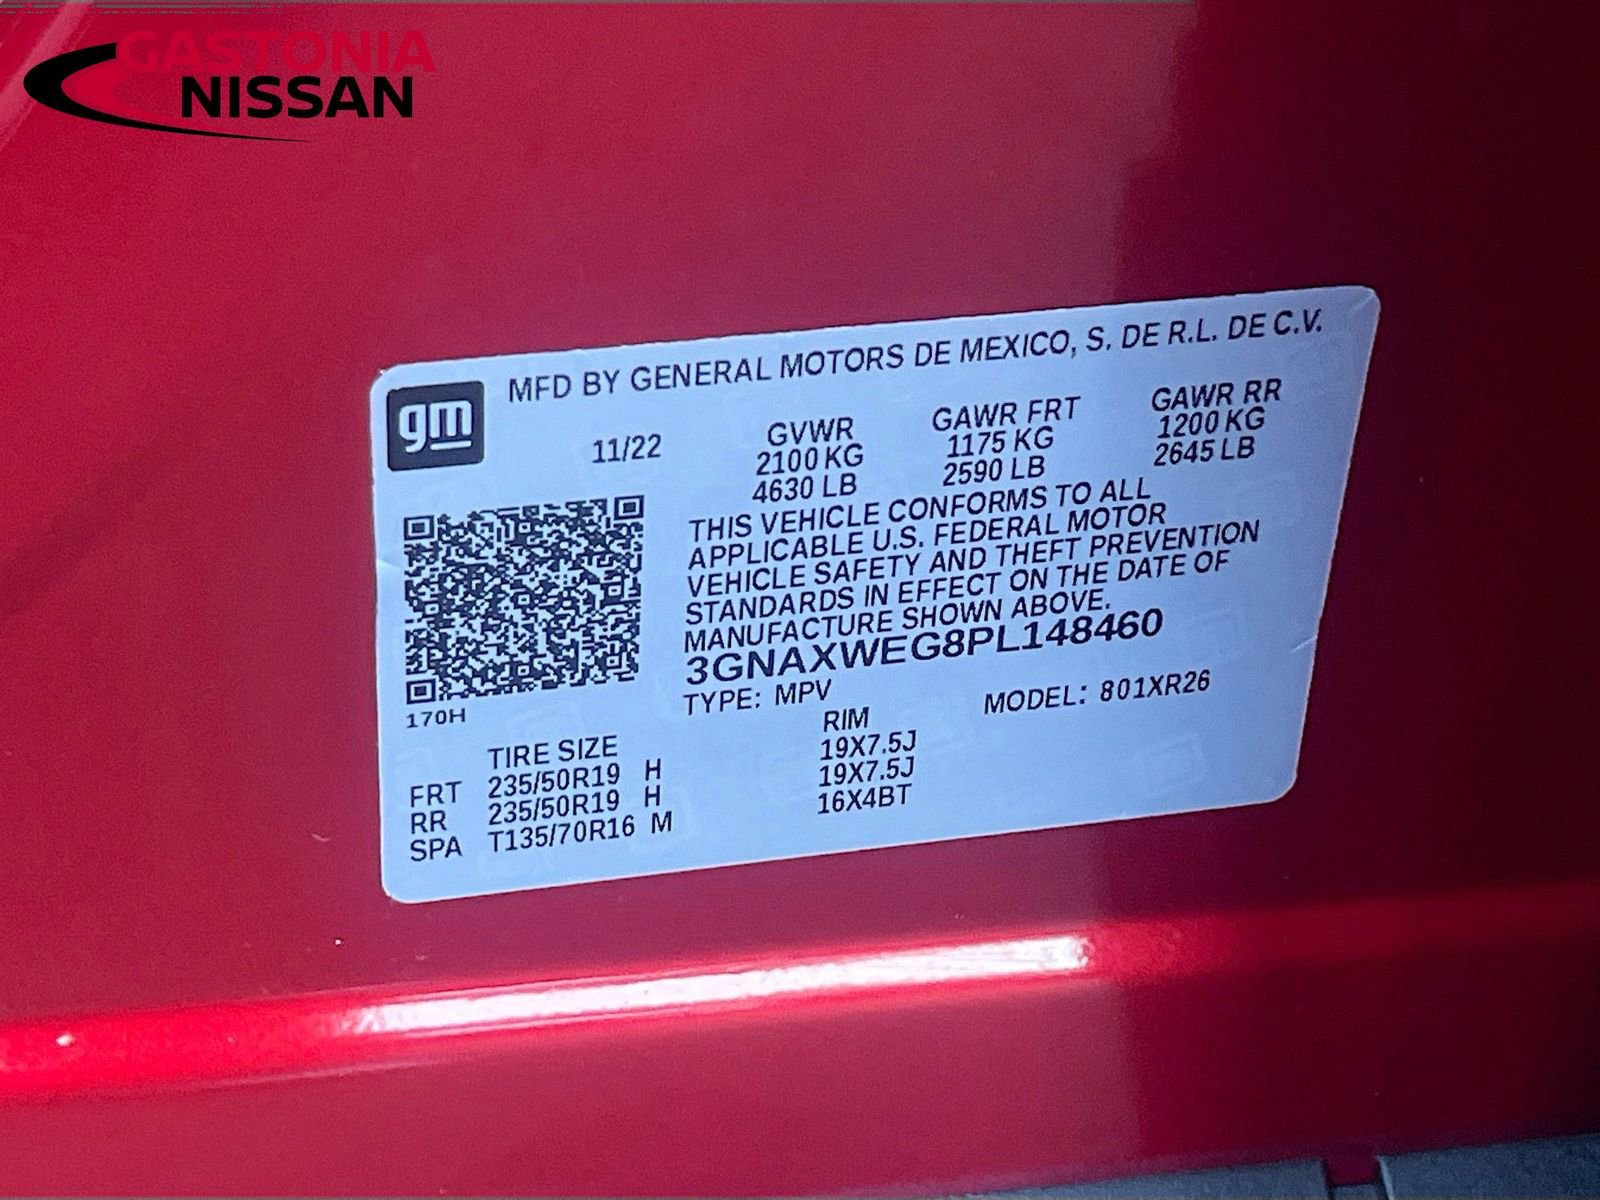 GASTONIA
NISSAN
gm
MFD BY GENERAL MOTORS DE MEXICO, S. DE R.L. DE C.V.
11/22
GVWR GAWR FRT GAWR RR
2100 KG 1175 KG 1200 KG
4630 LB 2590 LB 2645 LB
THIS VEHICLE CONFORMS TO ALL
APPLICABLE U.S. FEDERAL MOTOR
VEHICLE SAFETY AND THEFT PREVENTION
STANDARDS IN EFFECT ON THE DATE OF
MANUFACTURE SHOWN ABOVE.
3GNAXWEG8PL148460
TYPE: MPV MODEL: 801XR26
170H
TIRE SIZE RIM
FRT 235/50R19 H 19X7.5J
RR 235/50R19 H 19X7.5J
SPA T135/70R16 M 16X4BT